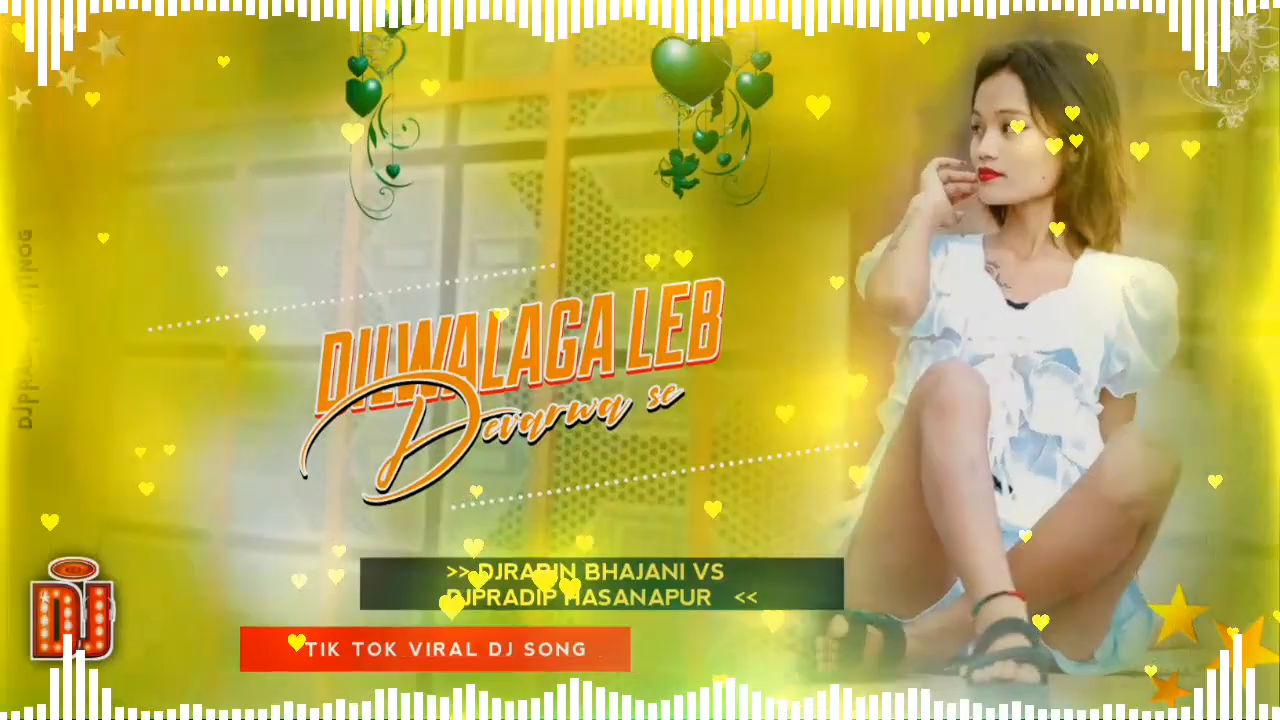 DILWALAGA LEB
Devarwa se
>> DJRABIN BHAJANI VS
DJPRADIP HASANAPUR <<
TIK TOK VIRAL DJ SONG
DJ